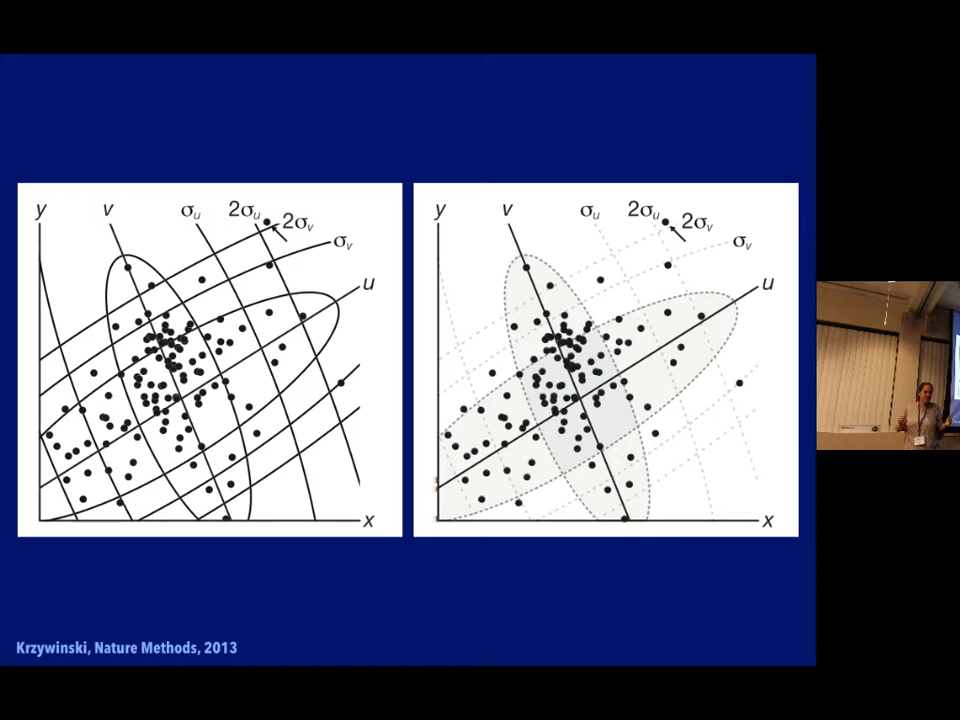 y v σu 2σu 2σv
σv
u
x
y v σu 2σu 2σv
σv
u
x
Krzywinski, Nature Methods, 2013